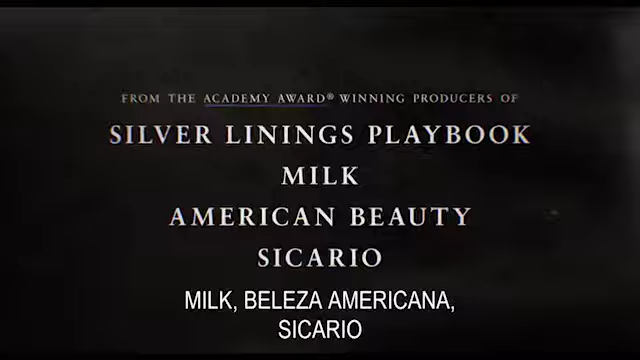 FROM THE ACADEMY AWARD® WINNING PRODUCERS OF
SILVER LININGS PLAYBOOK
MILK
AMERICAN BEAUTY
SICARIO
MILK, BELEZA AMERICANA,
SICARIO